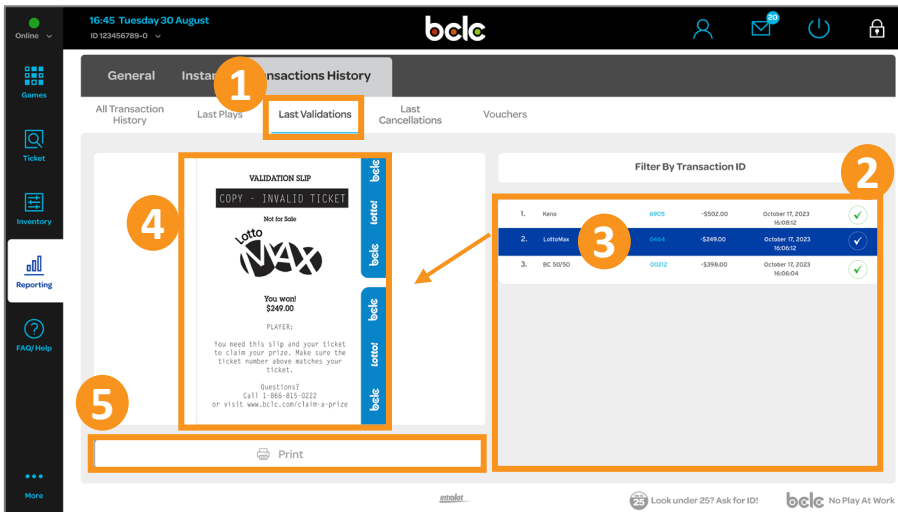 Online
16:45 Tuesday 30 August
ID 123456789-0
bclc
20
Games
Ticket
Inventory
Reporting
FAQ/Help
More
General
Instan
1
ansactions History
All Transaction
History
Last Plays
Last Validations
Last
Cancellations
Vouchers
4
VALIDATION SLIP
COPY - INVALID TICKET
Not for Sale
Lotto
MAX
You won!
$249.00
PLAYER:
You need this slip and your ticket
to claim your prize. Make sure the
ticket number above matches your
ticket.
Questions?
Call 1-866-815-0222
or visit www.bclc.com/claim-a-prize
bclc
lotto!
bclc
bclc
lotto!
bclc
5
Print
Filter By Transaction ID
2
1. Keno 6905 -$502.00 October 17, 2023
16:08:12
2. LottoMax 3 0464 -$249.00 October 17, 2023
16:06:12
3. BC 50/50 00212 -$398.00 October 17, 2023
16:06:04
intralot
25 Look under 25? Ask for ID!
bclc No Play At Work